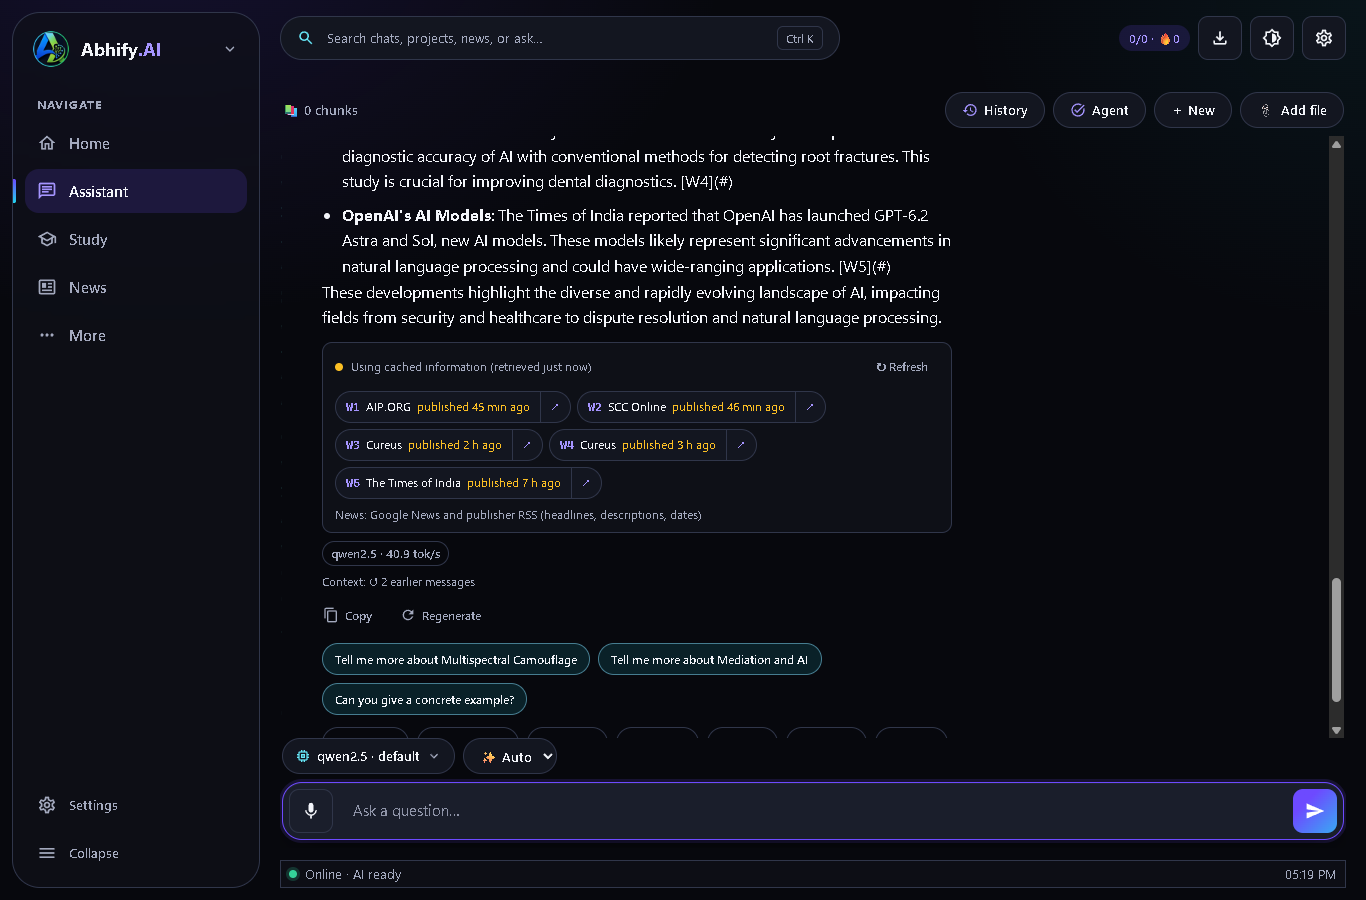 Abhify.AI
Search chats, projects, news, or ask...
Ctrl K
0/0 · 🔥 0
NAVIGATE
Home
Assistant
Study
News
More
Settings
Collapse
0 chunks
History
Agent
+ New
Add file
diagnostic accuracy of AI with conventional methods for detecting root fractures. This
study is crucial for improving dental diagnostics. [W4](#)
• OpenAI's AI Models: The Times of India reported that OpenAI has launched GPT-6.2
Astra and Sol, new AI models. These models likely represent significant advancements in
natural language processing and could have wide-ranging applications. [W5](#)
These developments highlight the diverse and rapidly evolving landscape of AI, impacting
fields from security and healthcare to dispute resolution and natural language processing.
Using cached information (retrieved just now)
↻ Refresh
W1 AIP.ORG published 45 min ago ↗
W2 SCC Online published 46 min ago ↗
W3 Cureus published 2 h ago ↗
W4 Cureus published 3 h ago ↗
W5 The Times of India published 7 h ago ↗
News: Google News and publisher RSS (headlines, descriptions, dates)
qwen2.5 · 40.9 tok/s
Context: ↺ 2 earlier messages
Copy
Regenerate
Tell me more about Multispectral Camouflage
Tell me more about Mediation and AI
Can you give a concrete example?
qwen2.5 · default
✨ Auto
Ask a question...
Online · AI ready
05:19 PM